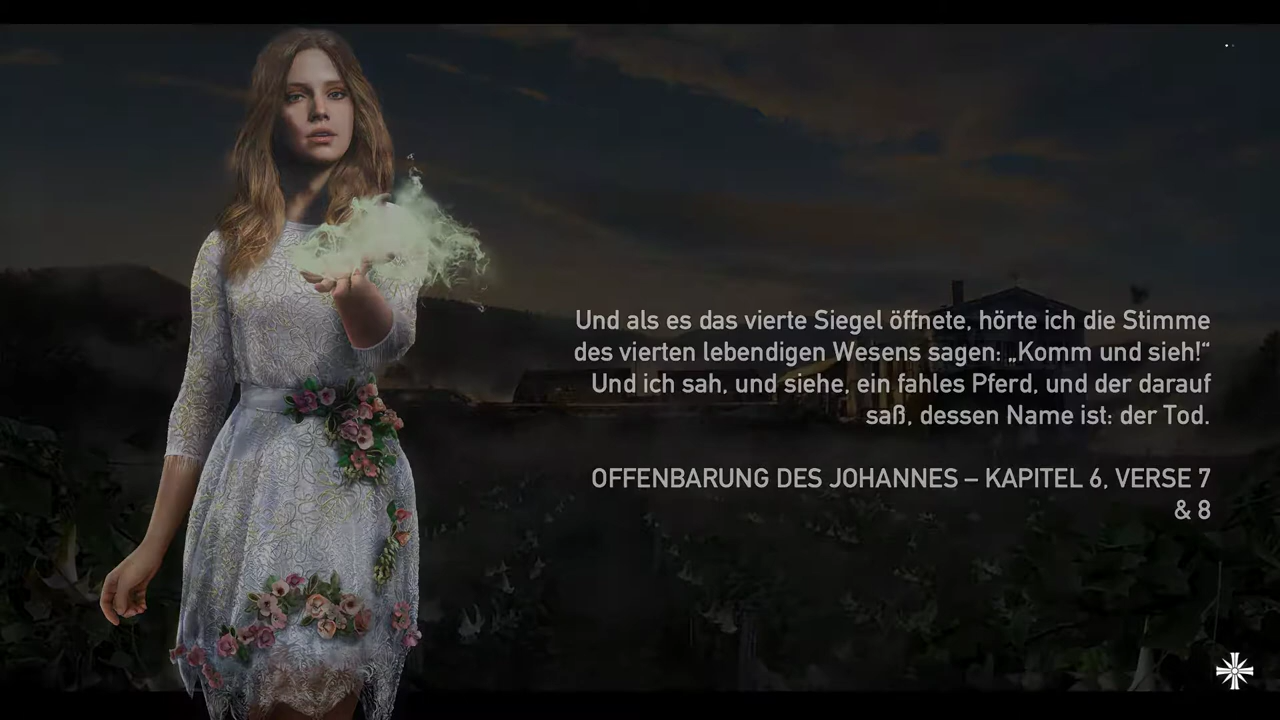 Und als es das vierte Siegel öffnete, hörte ich die Stimme
des vierten lebendigen Wesens sagen: „Komm und sieh!“
Und ich sah, und siehe, ein fahles Pferd, und der darauf
saß, dessen Name ist: der Tod.
OFFENBARUNG DES JOHANNES – KAPITEL 6, VERSE 7
& 8